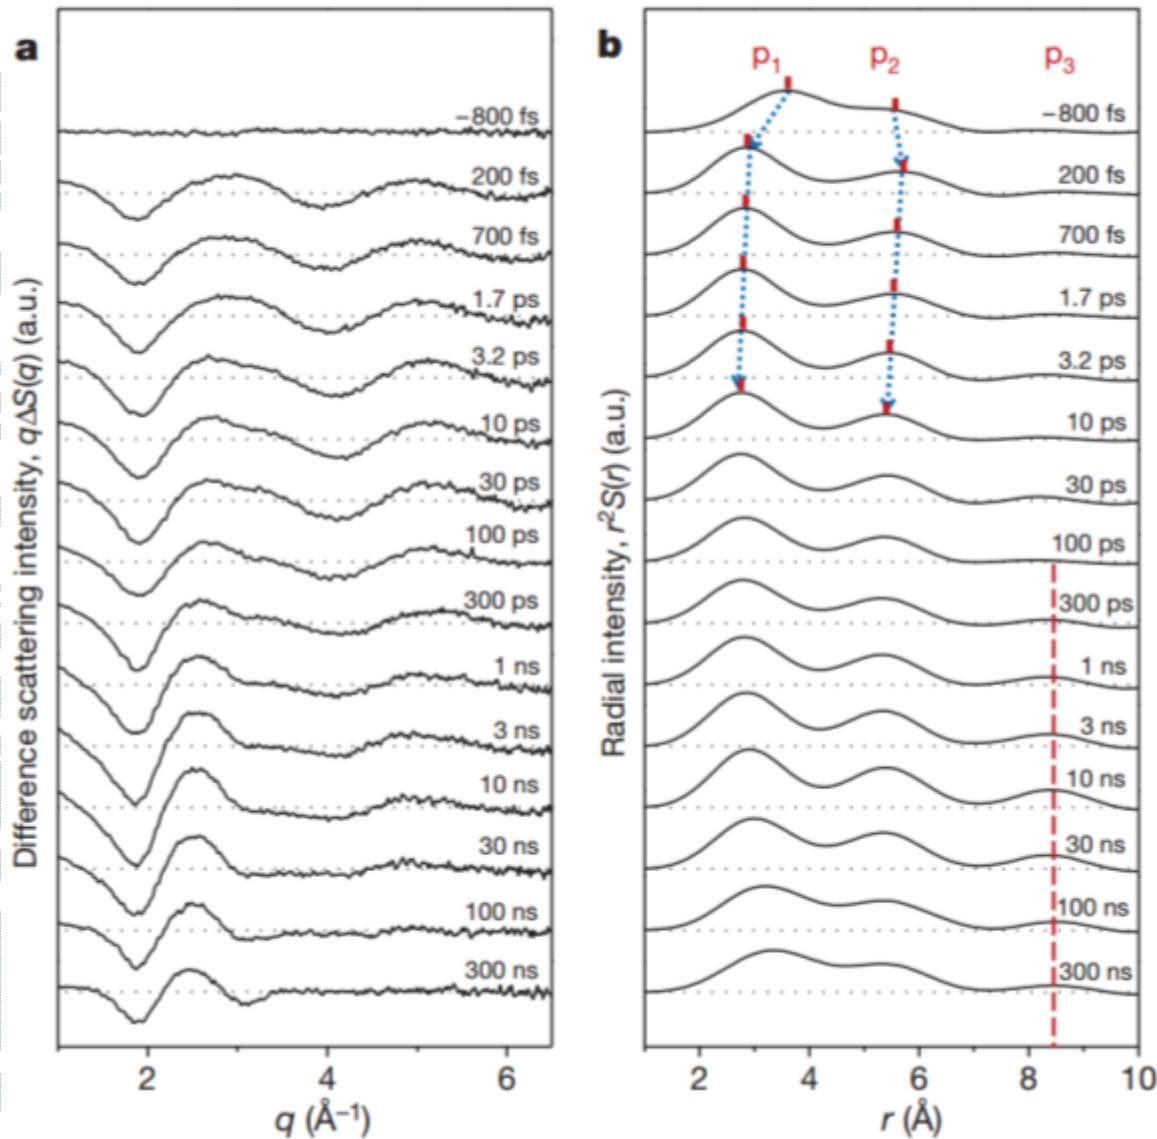 a
−800 fs
200 fs
700 fs
1.7 ps
3.2 ps
10 ps
30 ps
100 ps
300 ps
1 ns
3 ns
10 ns
30 ns
100 ns
300 ns
Difference scattering intensity, qΔS(q) (a.u.)
2 4 6
q (Å⁻¹)
b
p₁ p₂ p₃
−800 fs
200 fs
700 fs
1.7 ps
3.2 ps
10 ps
30 ps
100 ps
300 ps
1 ns
3 ns
10 ns
30 ns
100 ns
300 ns
Radial intensity, r²S(r) (a.u.)
2 4 6 8 10
r (Å)